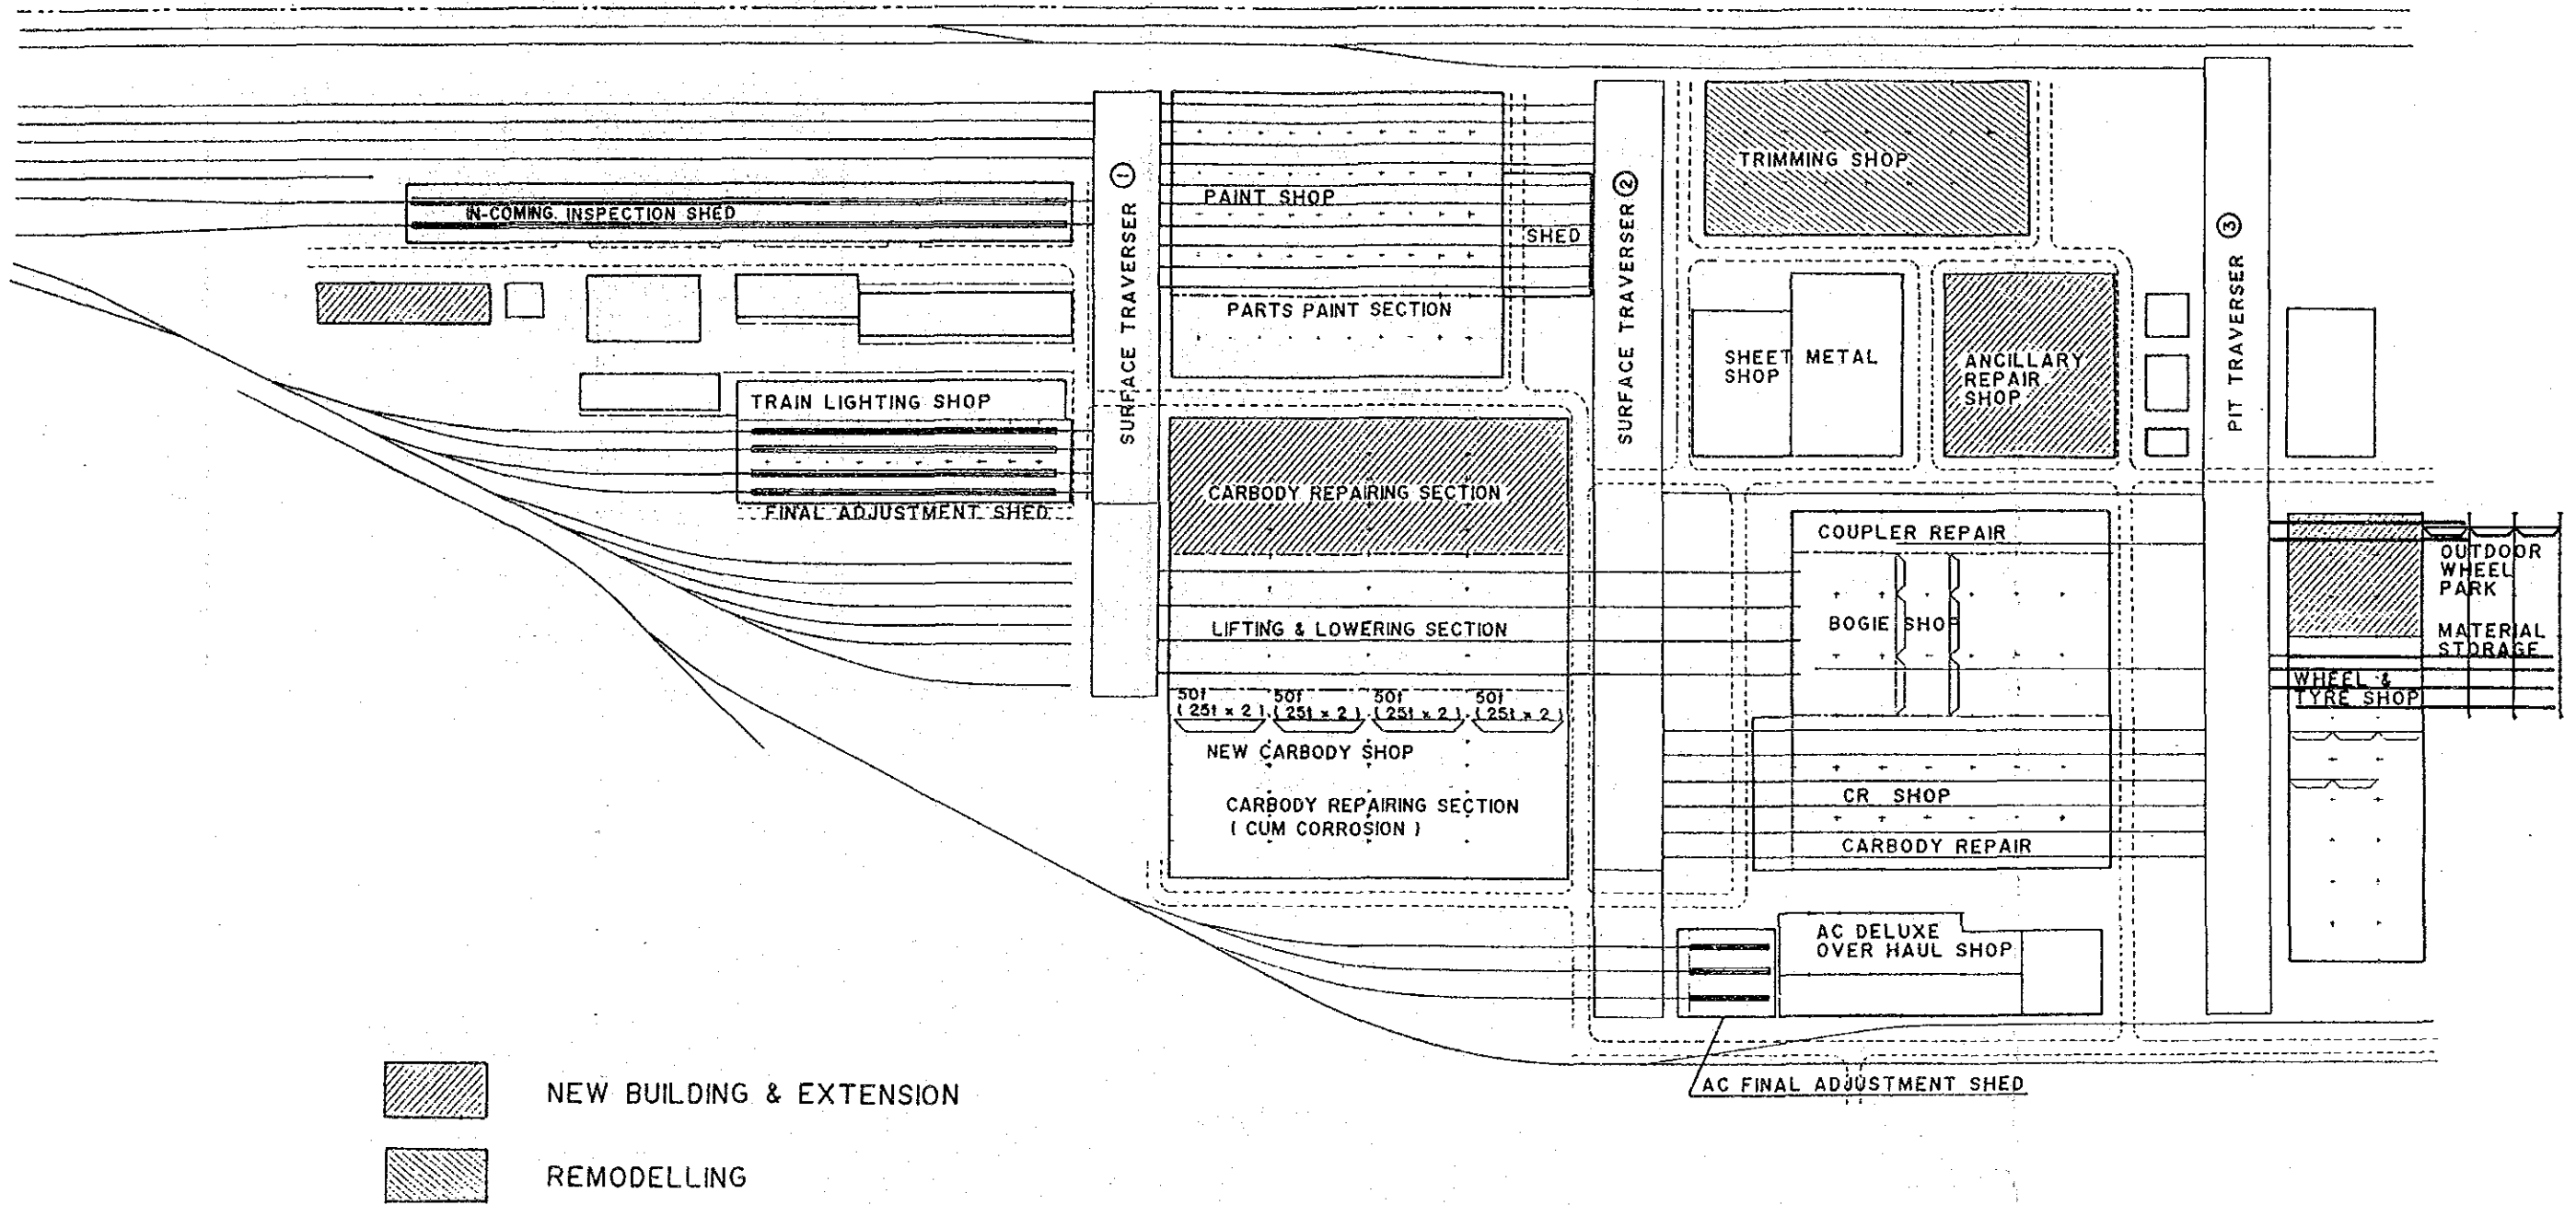 IN-COMING INSPECTION SHED
TRAIN LIGHTING SHOP
FINAL ADJUSTMENT SHED
SURFACE TRAVERSER ①
PAINT SHOP
SHED
PARTS PAINT SECTION
CARBODY REPAIRING SECTION
LIFTING & LOWERING SECTION
50t 50t 50t 50t
(25t × 2) (25t × 2) (25t × 2) (25t × 2)
NEW CARBODY SHOP
CARBODY REPAIRING SECTION
( CUM CORROSION )
SURFACE TRAVERSER ②
TRIMMING SHOP
SHEET METAL
SHOP
ANCILLARY
REPAIR
SHOP
COUPLER REPAIR
BOGIE SHOP
CR SHOP
CARBODY REPAIR
AC DELUXE
OVER HAUL SHOP
AC FINAL ADJUSTMENT SHED
PIT TRAVERSER ③
OUTDOOR
WHEEL
PARK
MATERIAL
STORAGE
WHEEL &
TYRE SHOP
NEW BUILDING & EXTENSION
REMODELLING